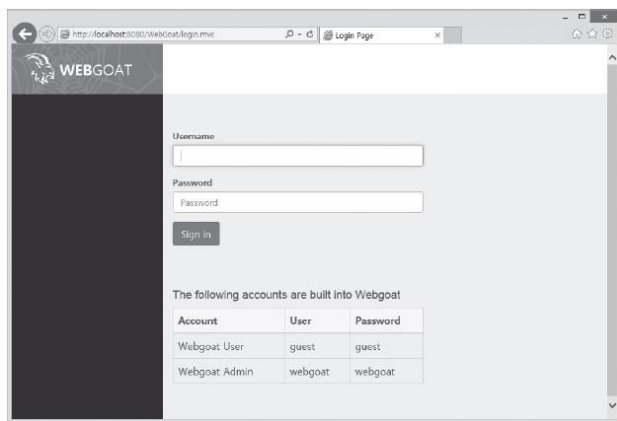 http://localhost:8080/WebGoat/login.mvc
Login Page
WEBGOAT
Username
Password
Password
Sign in
The following accounts are built into Webgoat
Account User Password
Webgoat User guest guest
Webgoat Admin webgoat webgoat